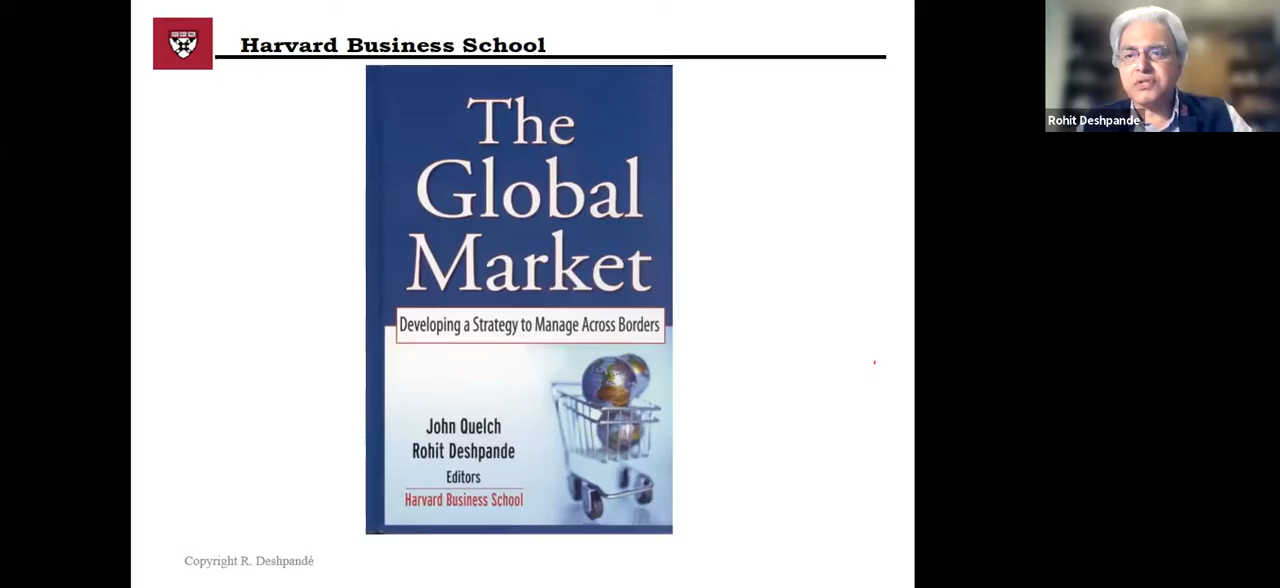 Harvard Business School
The
Global
Market
Developing a Strategy to Manage Across Borders
John Quelch
Rohit Deshpande
Editors
Harvard Business School
Copyright R. Deshpandé
Rohit Deshpande